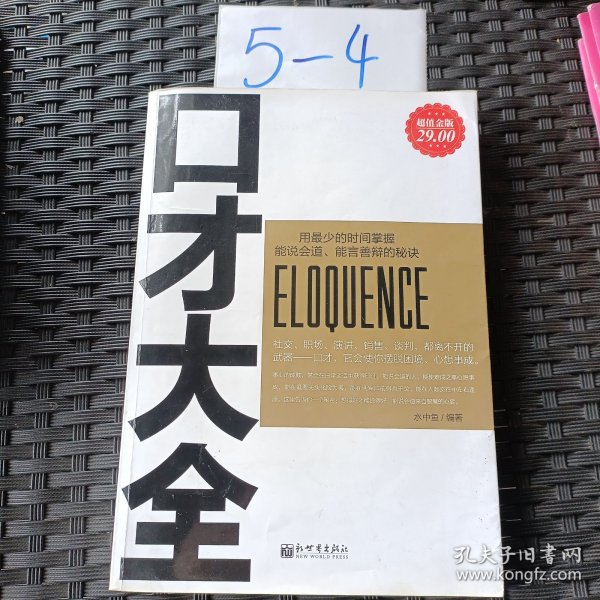 5-4
超值金版
29.00
口才大全
用最少的时间掌握
能说会道、能言善辩的秘诀
ELOQUENCE
社交、职场、演讲、销售、谈判，都离不开的
武器——口才，它会使你摆脱困境、心想事成。
水中鱼/编著
新世界出版社
NEW WORLD PRESS
孔夫子旧书网
www.kongfz.com